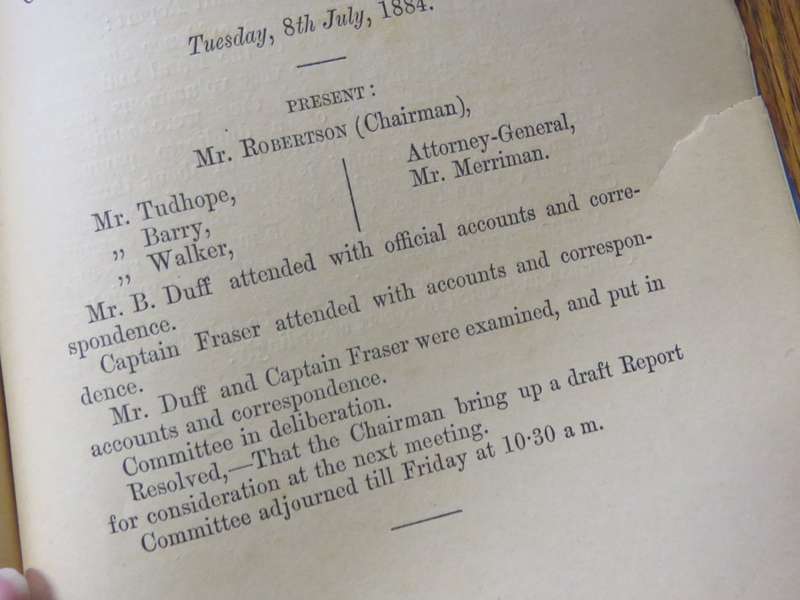 Tuesday, 8th July, 1884.
PRESENT:
Mr. ROBERTSON (Chairman),
Mr. Tudhope,
„ Barry,
„ Walker,
Attorney-General,
Mr. Merriman.
Mr. B. Duff attended with official accounts and corre-
spondence.
Captain Fraser attended with accounts and correspon-
dence.
Mr. Duff and Captain Fraser were examined, and put in
accounts and correspondence.
Committee in deliberation.
Resolved,—That the Chairman bring up a draft Report
for consideration at the next meeting.
Committee adjourned till Friday at 10·30 a m.